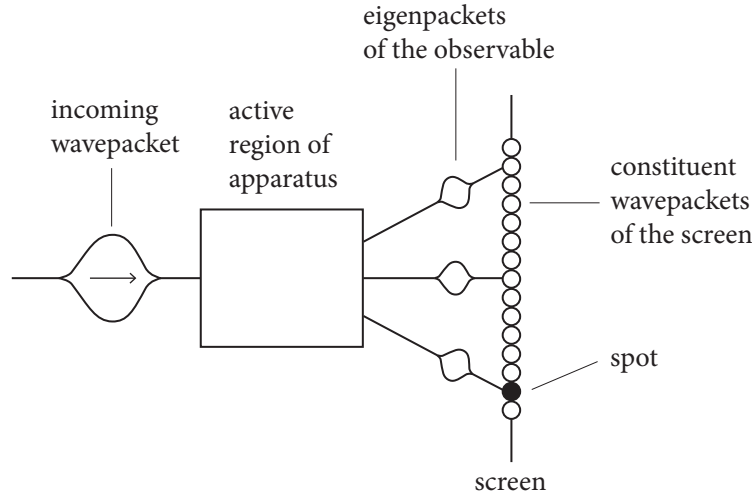 eigenpackets
of the observable
incoming
wavepacket
active
region of
apparatus
constituent
wavepackets
of the screen
spot
screen